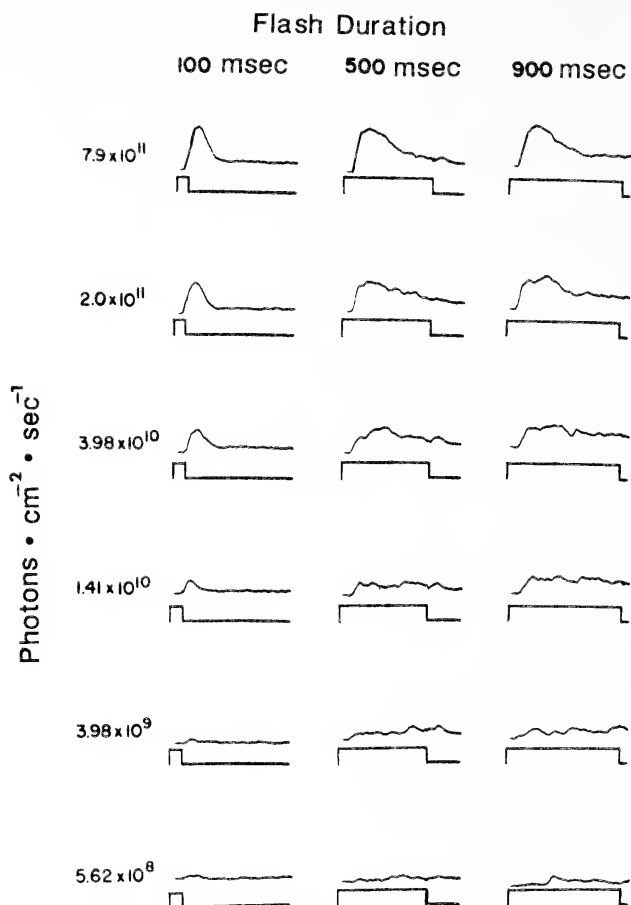 Flash Duration
100 msec 500 msec 900 msec
7.9 x 10¹¹
2.0 x 10¹¹
3.98 x 10¹⁰
1.41 x 10¹⁰
3.98 x 10⁹
5.62 x 10⁸
Photons • cm⁻² • sec⁻¹